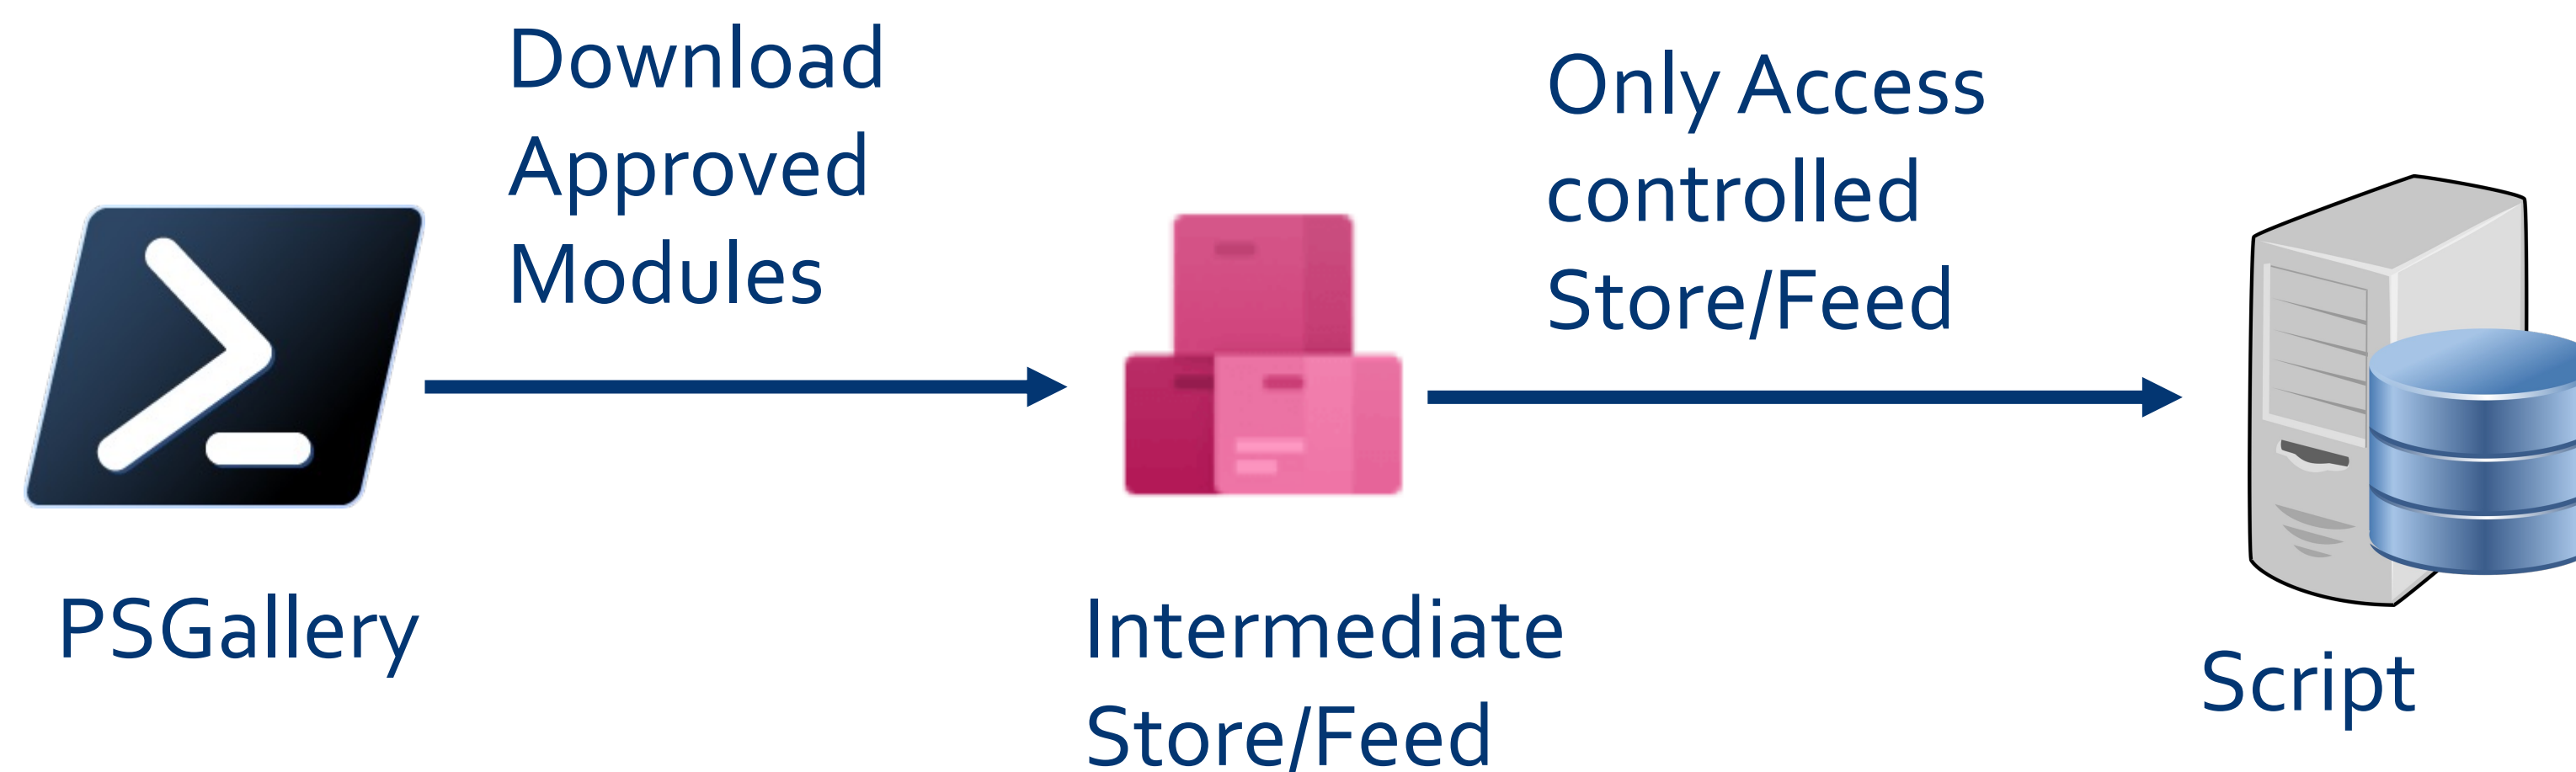 Download
Approved
Modules
Only Access
controlled
Store/Feed
PSGallery
Intermediate
Store/Feed
Script